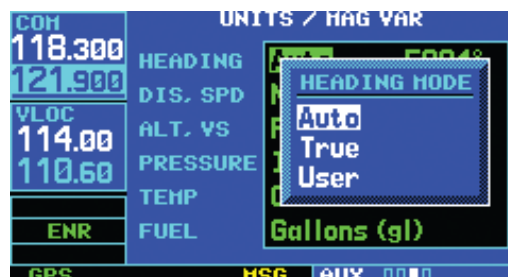 COM
118.300
121.900
VLOC
114.00
110.60
ENR
UNITS / MAG VAR
HEADING
DIS, SPD
ALT, VS
PRESSURE
TEMP
FUEL Gallons (gl)
HEADING MODE
Auto
True
User
GPS MSG AUX